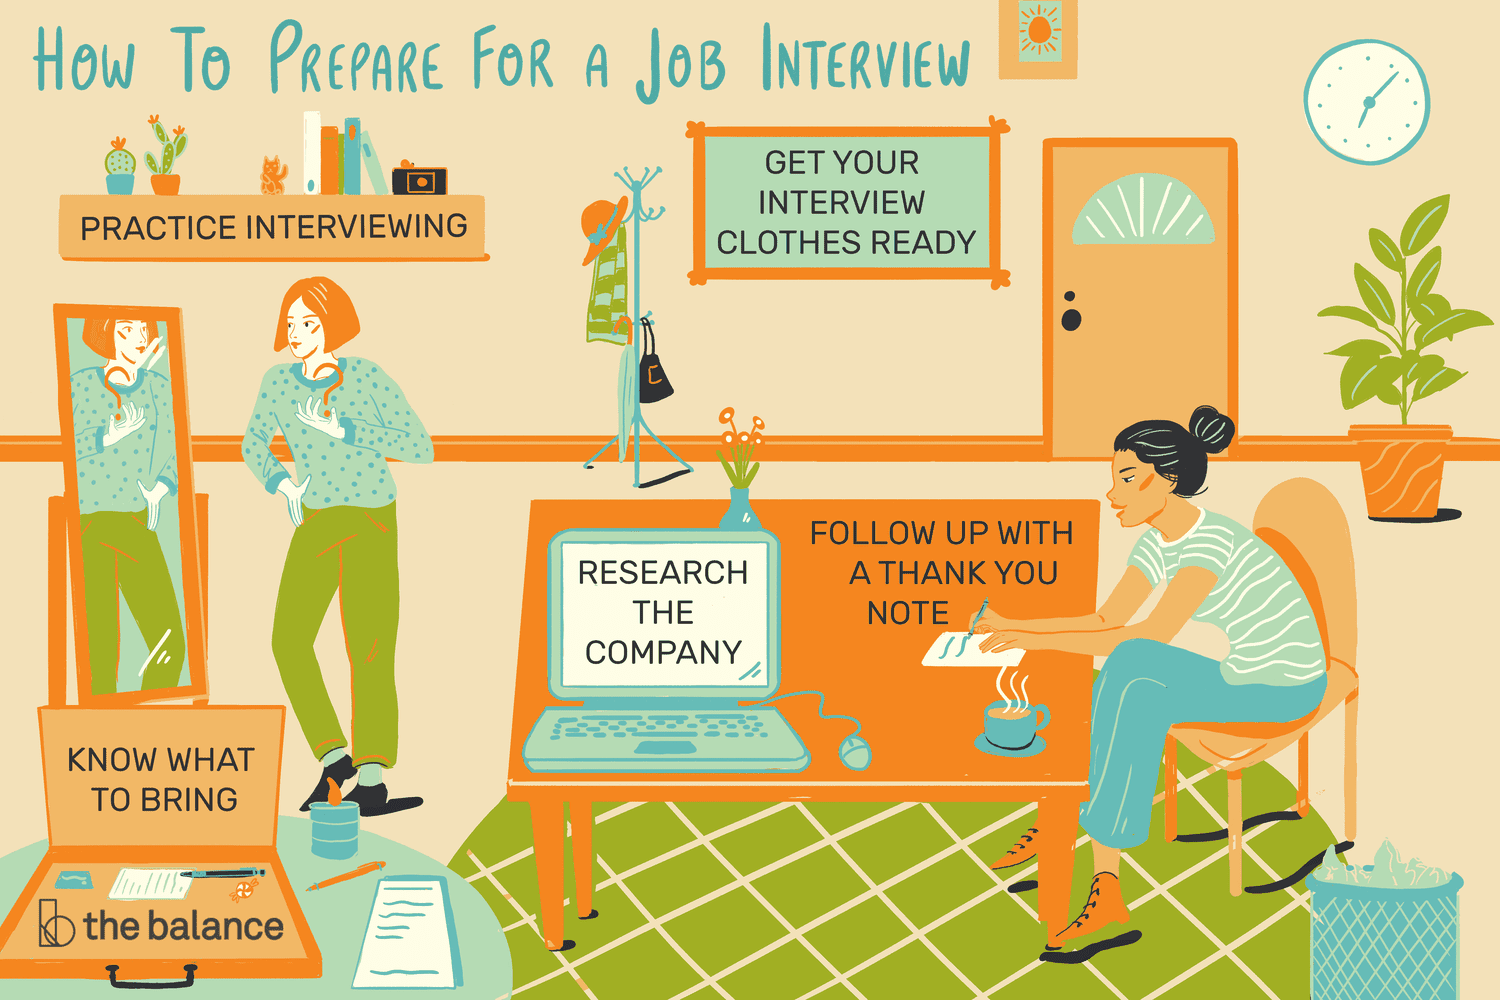 HOW TO PREPARE FOR A JOB INTERVIEW
PRACTICE INTERVIEWING
GET YOUR
INTERVIEW
CLOTHES READY
RESEARCH
THE
COMPANY
FOLLOW UP WITH
A THANK YOU
NOTE
KNOW WHAT
TO BRING
the balance